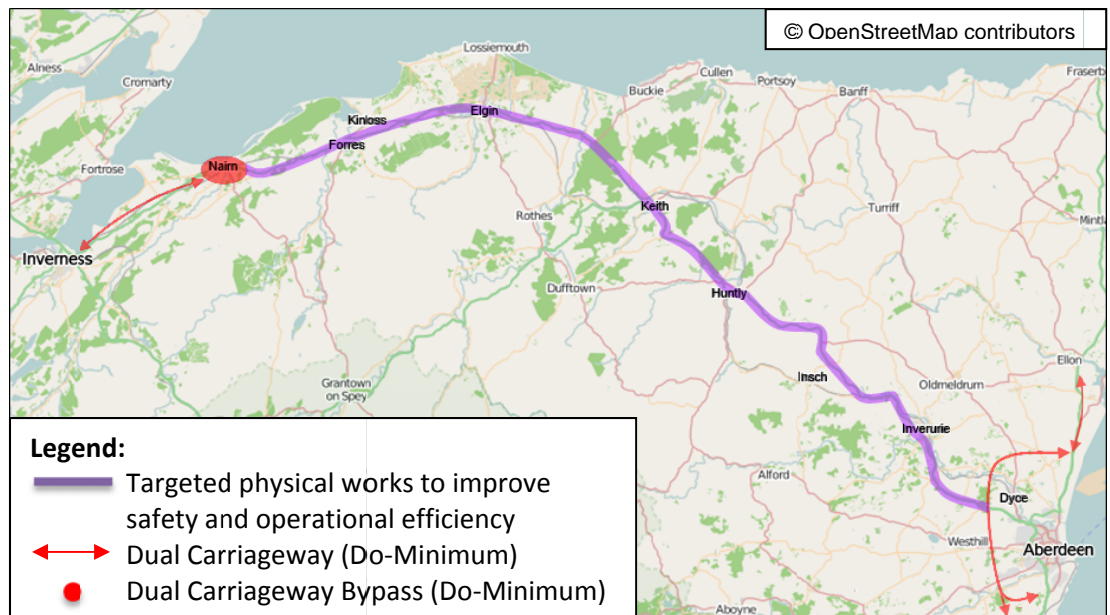 © OpenStreetMap contributors
Lossiemouth
Alness
Cromarty
Cullen
Portsoy
Banff
Fraserb
Buckie
Kinloss
Elgin
Forres
Fortrose
Nairn
Keith
Turriff
Mintla
Rothes
Inverness
Dufftown
Huntly
Ellon
Grantown
on Spey
Insch
Oldmeldrum
Inverurie
Alford
Dyce
Westhill
Aberdeen
Aboyne
Legend:
Targeted physical works to improve
safety and operational efficiency
Dual Carriageway (Do-Minimum)
Dual Carriageway Bypass (Do-Minimum)